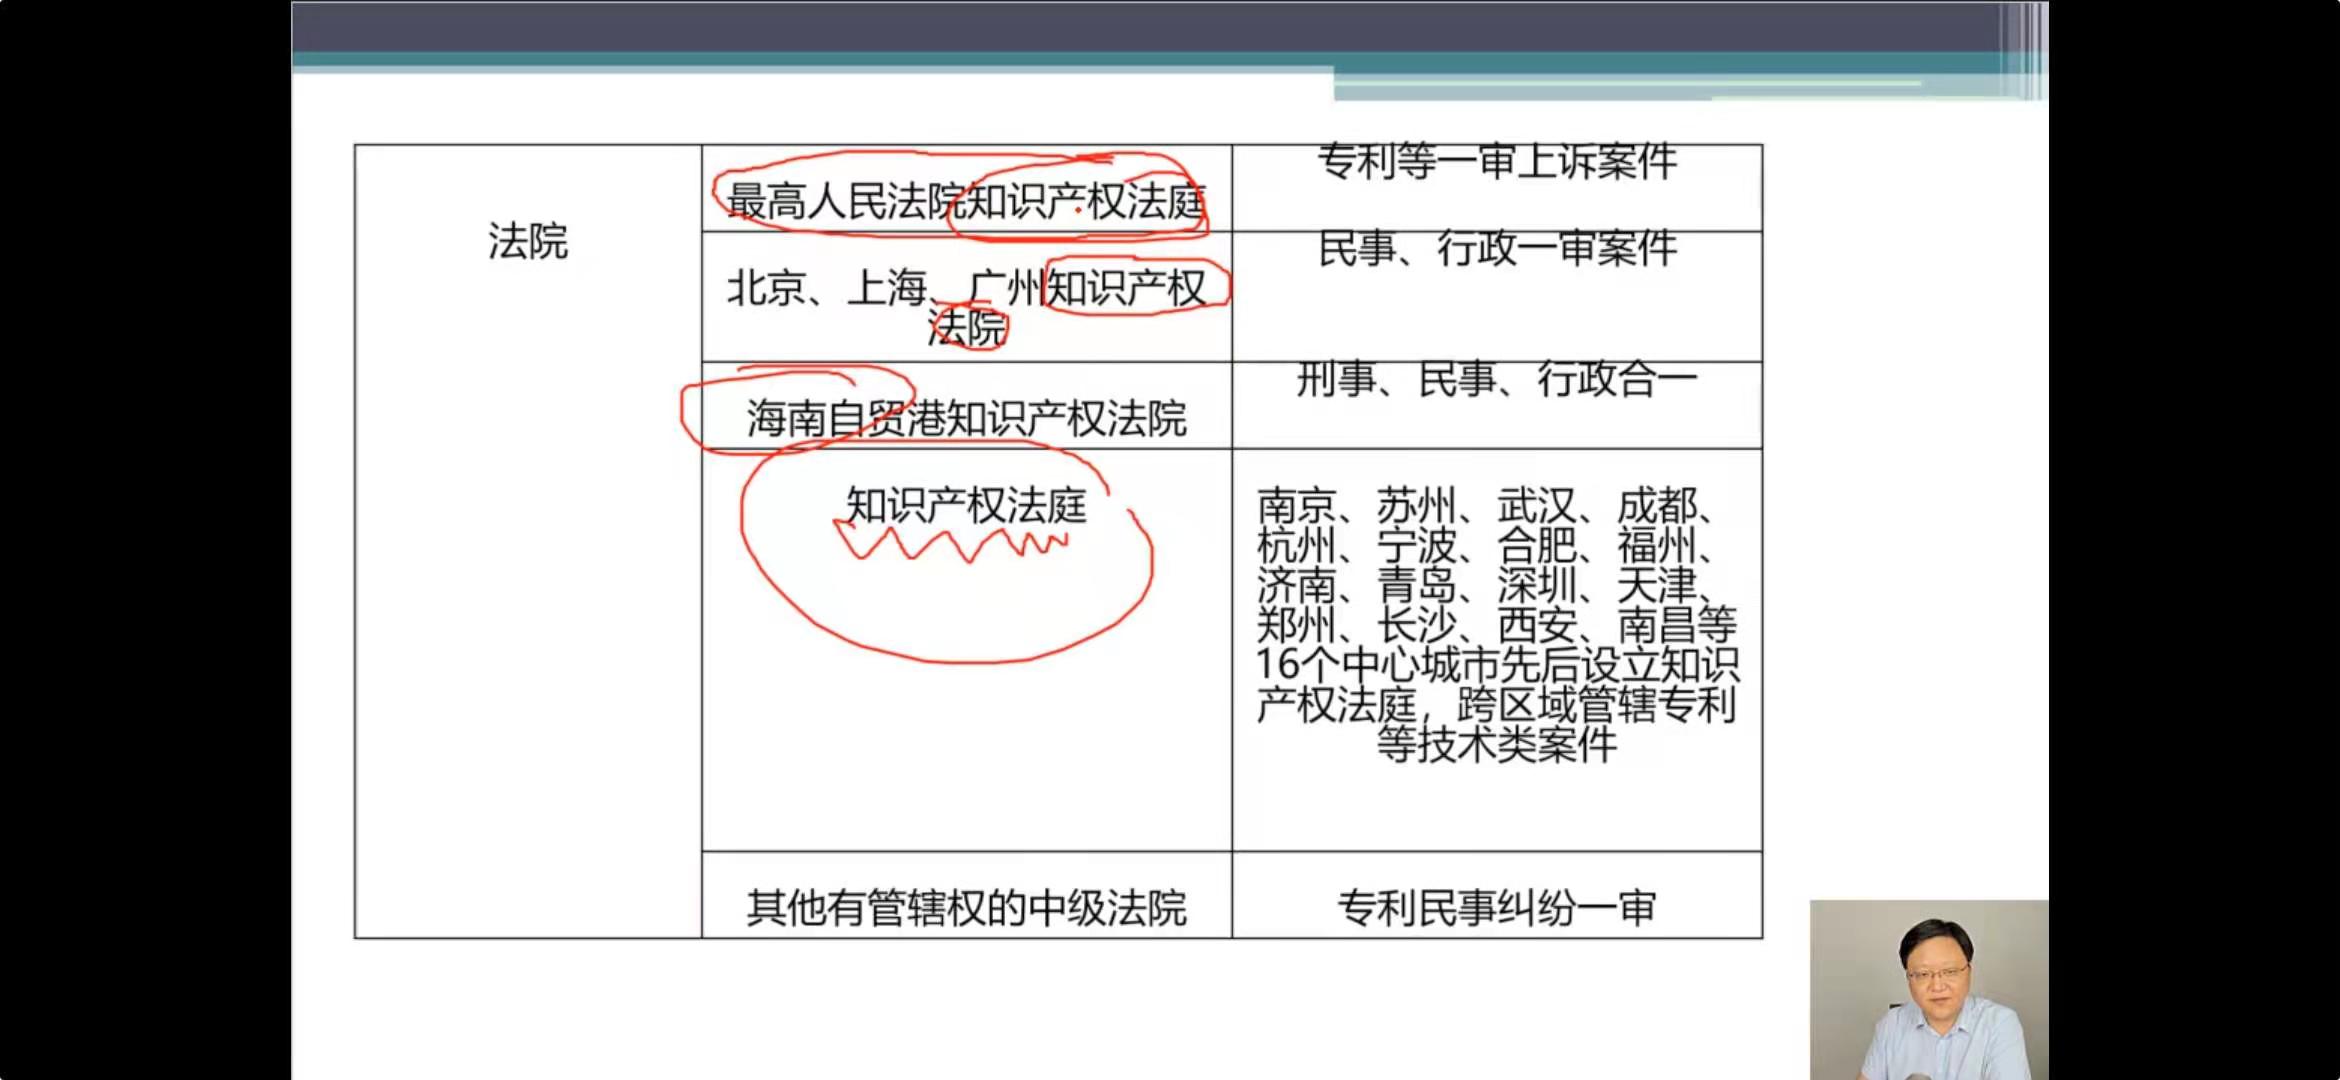 法院
最高人民法院知识产权法庭
专利等一审上诉案件
北京、上海、广州知识产权
法院
民事、行政一审案件
海南自贸港知识产权法院
刑事、民事、行政合一
知识产权法庭
南京、苏州、武汉、成都、
杭州、宁波、合肥、福州、
济南、青岛、深圳、天津、
郑州、长沙、西安、南昌等
16个中心城市先后设立知识
产权法庭，跨区域管辖专利
等技术类案件
其他有管辖权的中级法院
专利民事纠纷一审